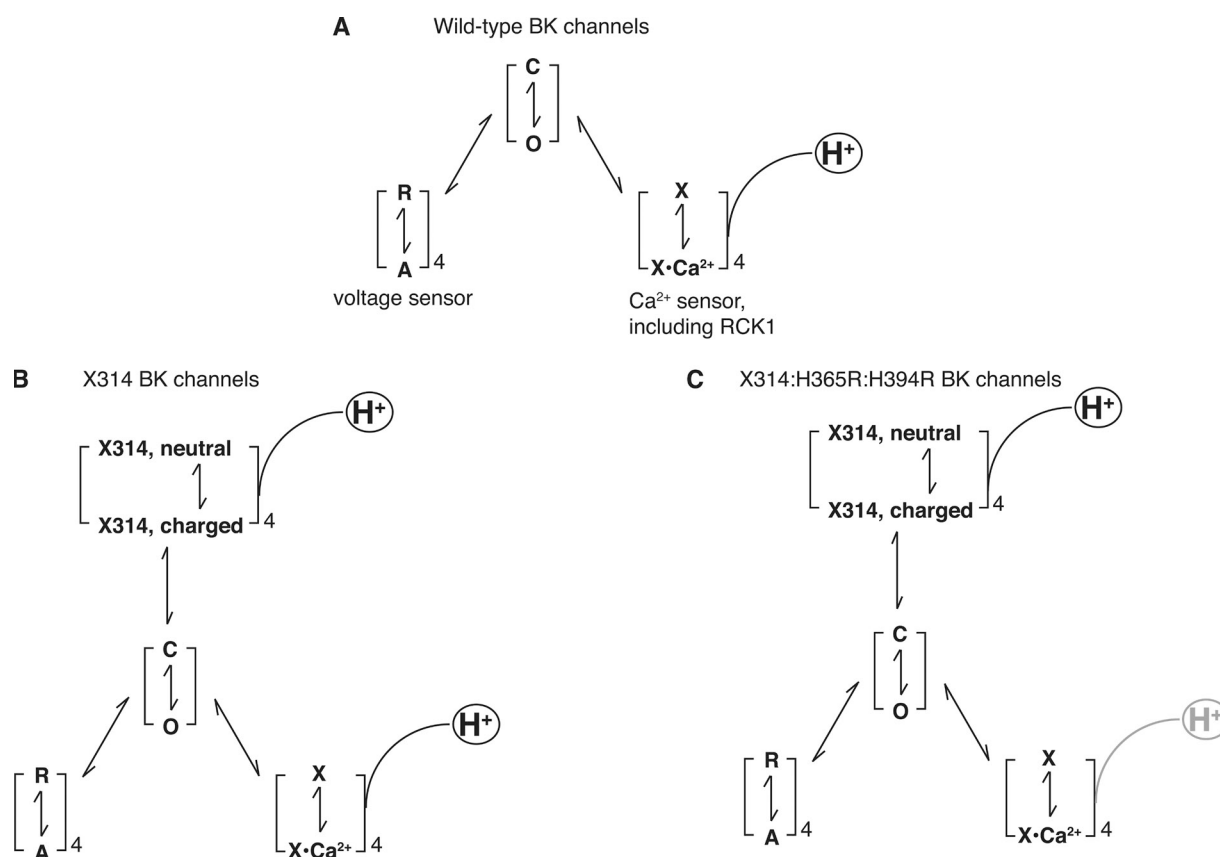 A Wild-type BK channels
C
O
H+
R
A
4
voltage sensor
X
X•Ca²⁺
4
Ca²⁺ sensor,
including RCK1
B X314 BK channels
H+
X314, neutral
X314, charged
4
C
O
H+
R
A
4
X
X•Ca²⁺
4
C X314:H365R:H394R BK channels
H+
X314, neutral
X314, charged
4
C
O
H+
R
A
4
X
X•Ca²⁺
4